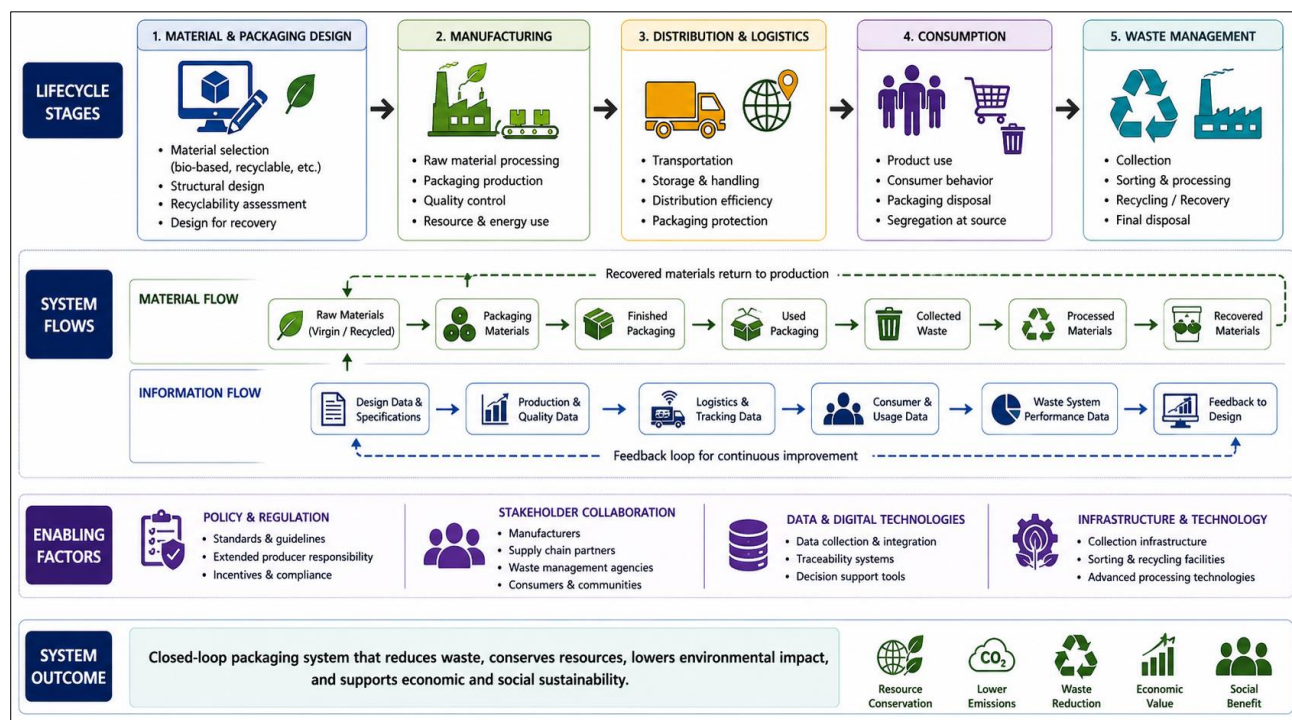 LIFECYCLE
STAGES
1. MATERIAL & PACKAGING DESIGN
• Material selection
(bio-based, recyclable, etc.)
• Structural design
• Recyclability assessment
• Design for recovery
2. MANUFACTURING
• Raw material processing
• Packaging production
• Quality control
• Resource & energy use
3. DISTRIBUTION & LOGISTICS
• Transportation
• Storage & handling
• Distribution efficiency
• Packaging protection
4. CONSUMPTION
• Product use
• Consumer behavior
• Packaging disposal
• Segregation at source
5. WASTE MANAGEMENT
• Collection
• Sorting & processing
• Recycling / Recovery
• Final disposal
SYSTEM
FLOWS
Recovered materials return to production
MATERIAL FLOW
Raw Materials
(Virgin / Recycled)
Packaging
Materials
Finished
Packaging
Used
Packaging
Collected
Waste
Processed
Materials
Recovered
Materials
INFORMATION FLOW
Design Data &
Specifications
Production &
Quality Data
Logistics &
Tracking Data
Consumer &
Usage Data
Waste System
Performance Data
Feedback to
Design
Feedback loop for continuous improvement
ENABLING
FACTORS
POLICY & REGULATION
• Standards & guidelines
• Extended producer responsibility
• Incentives & compliance
STAKEHOLDER COLLABORATION
• Manufacturers
• Supply chain partners
• Waste management agencies
• Consumers & communities
DATA & DIGITAL TECHNOLOGIES
• Data collection & integration
• Traceability systems
• Decision support tools
INFRASTRUCTURE & TECHNOLOGY
• Collection infrastructure
• Sorting & recycling facilities
• Advanced processing technologies
SYSTEM
OUTCOME
Closed-loop packaging system that reduces waste, conserves resources, lowers environmental impact,
and supports economic and social sustainability.
Resource
Conservation
CO₂
Lower
Emissions
Waste
Reduction
Economic
Value
Social
Benefit